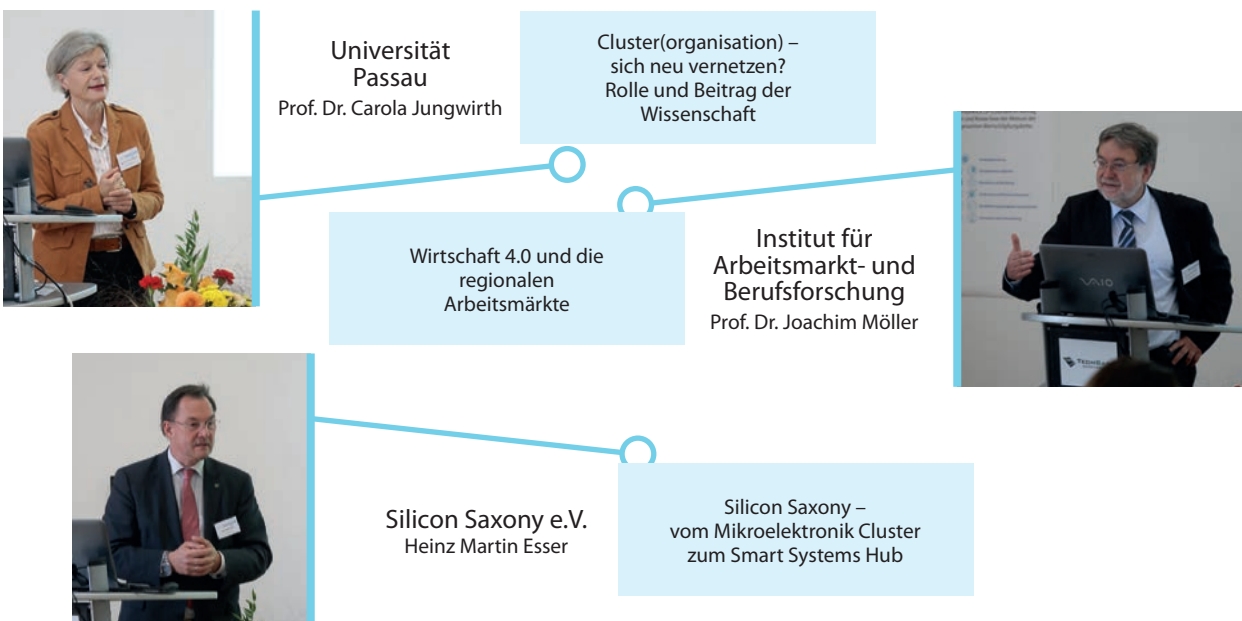 Universität
Passau
Prof. Dr. Carola Jungwirth
Cluster(organisation) –
sich neu vernetzen?
Rolle und Beitrag der
Wissenschaft
Wirtschaft 4.0 und die
regionalen
Arbeitsmärkte
Institut für
Arbeitsmarkt- und
Berufsforschung
Prof. Dr. Joachim Möller
VAIO
Silicon Saxony e.V.
Heinz Martin Esser
Silicon Saxony –
vom Mikroelektronik Cluster
zum Smart Systems Hub